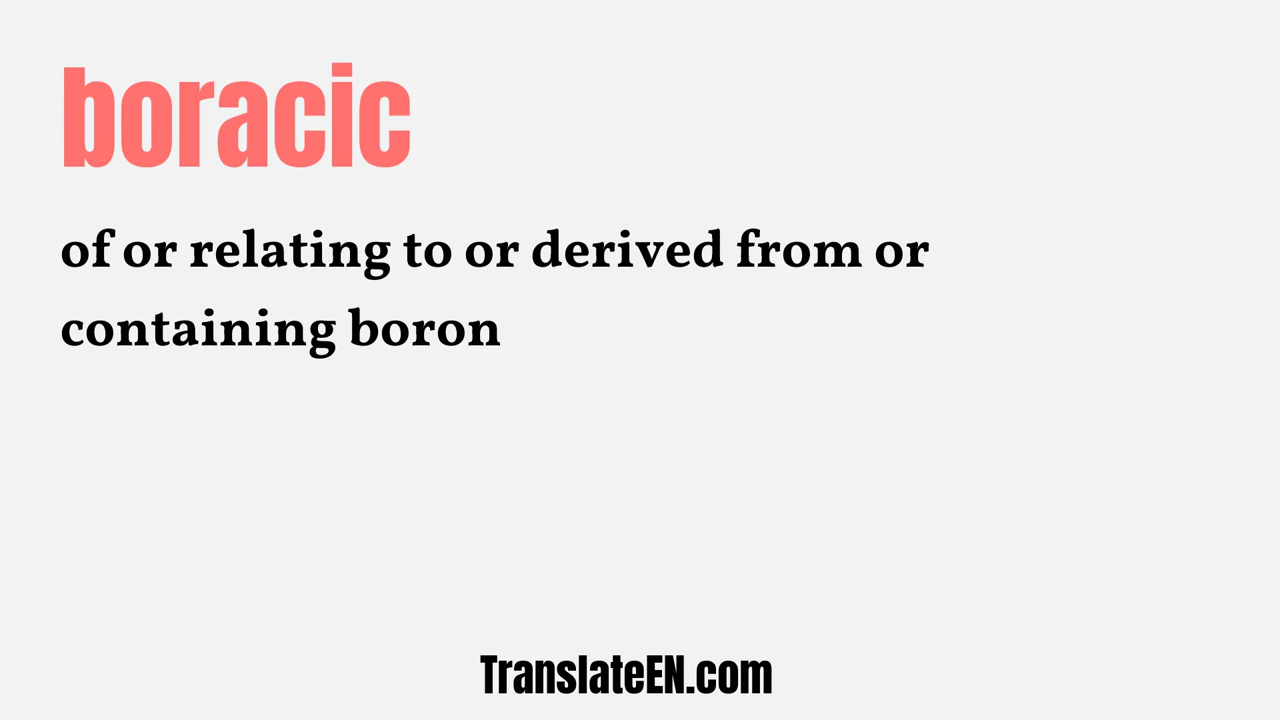 boracic
of or relating to or derived from or
containing boron
TranslateEN.com